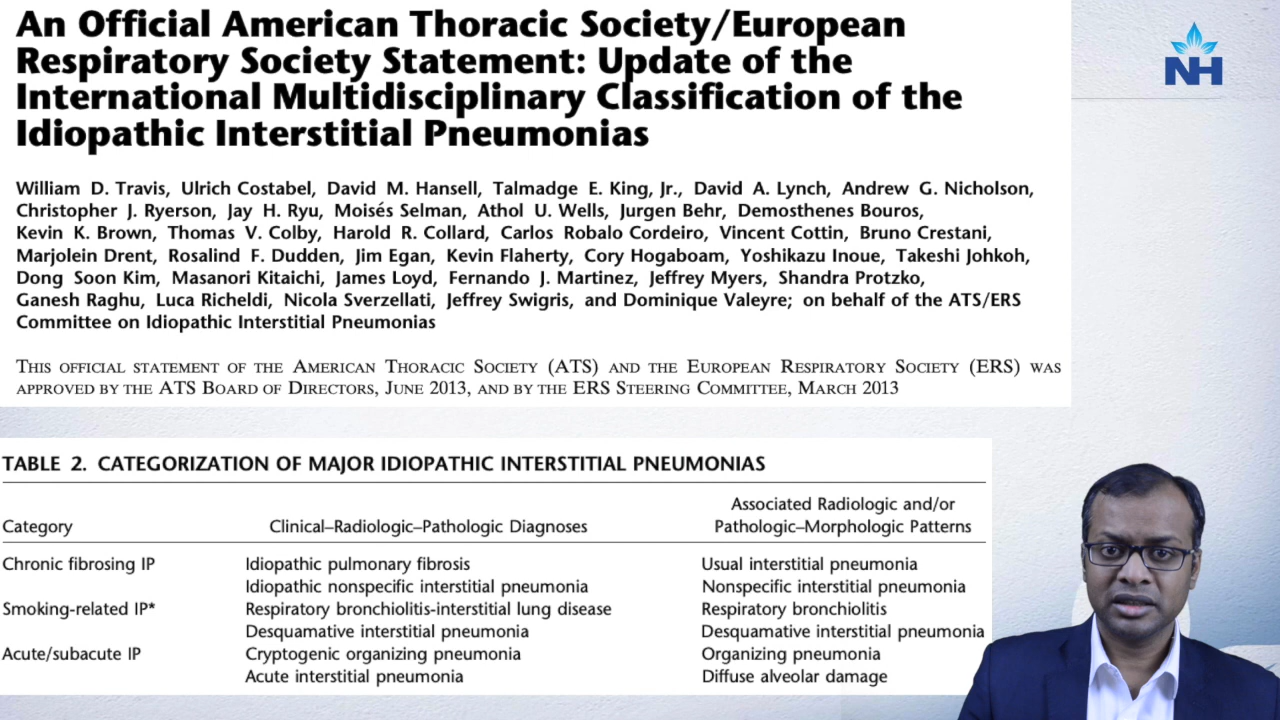 An Official American Thoracic Society/European
Respiratory Society Statement: Update of the
International Multidisciplinary Classification of the
Idiopathic Interstitial Pneumonias
NH
William D. Travis, Ulrich Costabel, David M. Hansell, Talmadge E. King, Jr., David A. Lynch, Andrew G. Nicholson,
Christopher J. Ryerson, Jay H. Ryu, Moisés Selman, Athol U. Wells, Jurgen Behr, Demosthenes Bouros,
Kevin K. Brown, Thomas V. Colby, Harold R. Collard, Carlos Robalo Cordeiro, Vincent Cottin, Bruno Crestani,
Marjolein Drent, Rosalind F. Dudden, Jim Egan, Kevin Flaherty, Cory Hogaboam, Yoshikazu Inoue, Takeshi Johkoh,
Dong Soon Kim, Masanori Kitaichi, James Loyd, Fernando J. Martinez, Jeffrey Myers, Shandra Protzko,
Ganesh Raghu, Luca Richeldi, Nicola Sverzellati, Jeffrey Swigris, and Dominique Valeyre; on behalf of the ATS/ERS
Committee on Idiopathic Interstitial Pneumonias
THIS OFFICIAL STATEMENT OF THE AMERICAN THORACIC SOCIETY (ATS) AND THE EUROPEAN RESPIRATORY SOCIETY (ERS) WAS
APPROVED BY THE ATS BOARD OF DIRECTORS, JUNE 2013, AND BY THE ERS STEERING COMMITTEE, MARCH 2013
TABLE 2. CATEGORIZATION OF MAJOR IDIOPATHIC INTERSTITIAL PNEUMONIAS
Associated Radiologic and/or
Category Clinical–Radiologic–Pathologic Diagnoses Pathologic–Morphologic Patterns
Chronic fibrosing IP Idiopathic pulmonary fibrosis Usual interstitial pneumonia
Idiopathic nonspecific interstitial pneumonia Nonspecific interstitial pneumonia
Smoking-related IP* Respiratory bronchiolitis-interstitial lung disease Respiratory bronchiolitis
Desquamative interstitial pneumonia Desquamative interstitial pneumonia
Acute/subacute IP Cryptogenic organizing pneumonia Organizing pneumonia
Acute interstitial pneumonia Diffuse alveolar damage